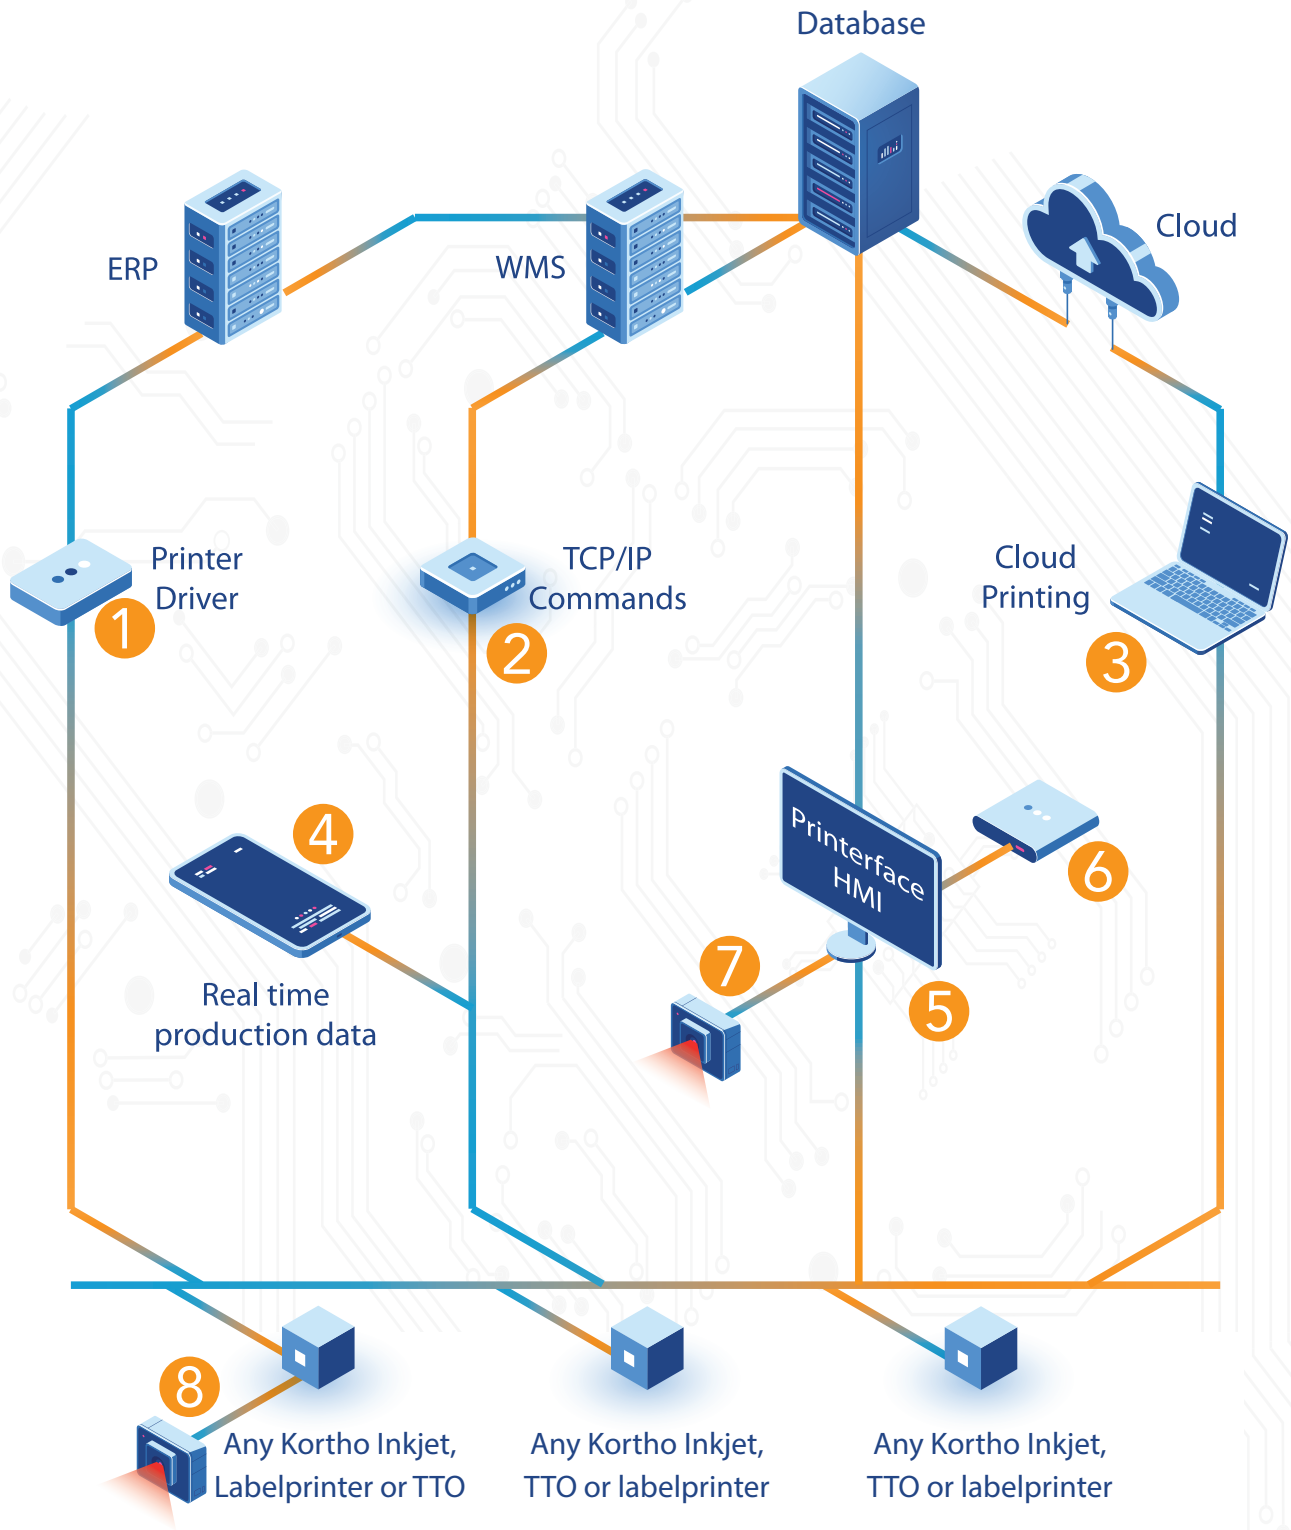 Database
Cloud
ERP
WMS
Printer
Driver
1
TCP/IP
Commands
2
Cloud
Printing
3
4
Real time
production data
Printerface
HMI
5
6
7
8
Any Kortho Inkjet,
Labelprinter or TTO
Any Kortho Inkjet,
TTO or labelprinter
Any Kortho Inkjet,
TTO or labelprinter